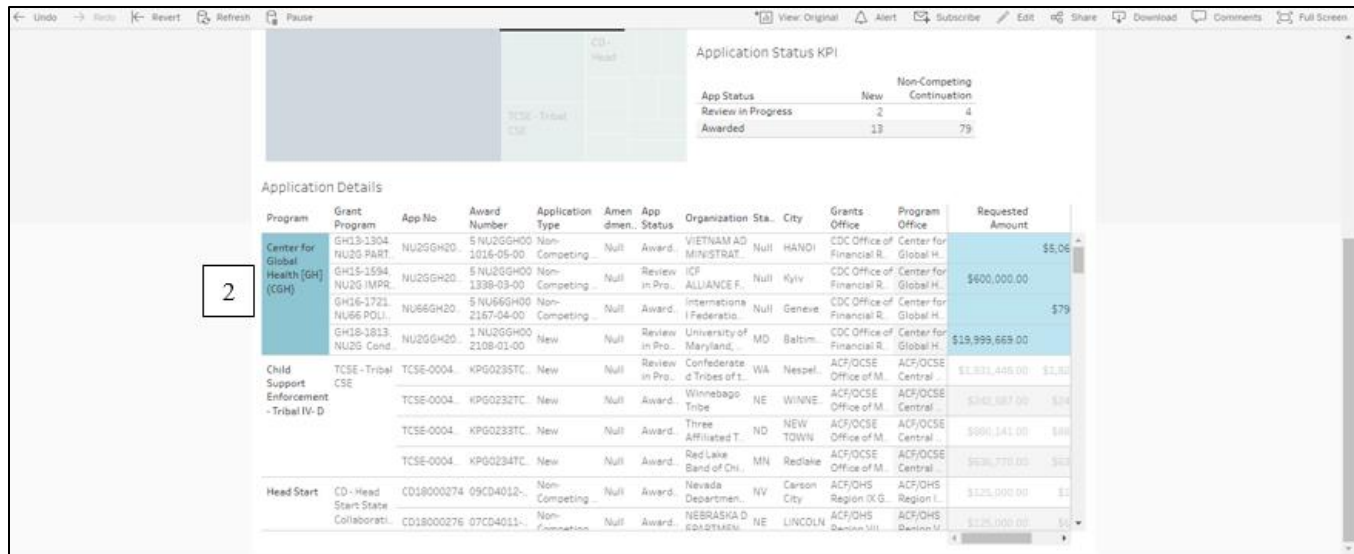 Undo Redo Revert Refresh Pause View: Original Alert Subscribe Edit Share Download Comments Full Screen
CD -
Head
TCSE - Tribal
CSE
Application Status KPI
Non-Competing
App Status New Continuation
Review in Progress 2 4
Awarded 13 79
Application Details
Program Grant Program App No Award Number Application Type Amen dmen.. App Status Organization Sta.. City Grants Office Program Office Requested Amount
2
Center for Global Health [GH] (CGH)
GH13-1304. NU2GGH20.. 5 NU2GGH00 Non- Null Award.. VIETNAM AD Null HANOI CDC Office of Center for $5,06
NU2G PART.. 1016-05-00 Competing .. MINISTRAT.. Financial R.. Global H..
GH15-1594. NU2GGH20.. 5 NU2GGH00 Non- Null Review ICF Null Kyiv CDC Office of Center for $600,000.00
NU2G IMPR.. 1338-03-00 Competing .. in Pro.. ALLIANCE F.. Financial R.. Global H..
GH16-1721. NU66GH20.. 5 NU66GH00 Non- Null Award.. Internationa Null Geneve CDC Office of Center for $79
NU66 POLI.. 2167-04-00 Competing .. l Federatio.. Financial R.. Global H..
GH18-1813. NU2GGH20.. 1 NU2GGH00 New Null Review University of MD Baltim.. CDC Office of Center for $19,999,669.00
NU2G Cond.. 2108-01-00 in Pro.. Maryland, .. Financial R.. Global H..
Child Support Enforcement - Tribal IV- D
TCSE - Tribal TCSE-0004.. KPG0235TC.. New Null Review Confederate WA Nespel.. ACF/OCSE ACF/OCSE
CSE in Pro.. d Tribes of t.. Office of M.. Central ..
TCSE-0004.. KPG0232TC.. New Null Award.. Winnebago NE WINNE.. ACF/OCSE ACF/OCSE
Tribe Office of M.. Central ..
TCSE-0004.. KPG0233TC.. New Null Award.. Three ND NEW ACF/OCSE ACF/OCSE
Affiliated T.. TOWN Office of M.. Central ..
TCSE-0004.. KPG0234TC.. New Null Award.. Red Lake MN Redlake ACF/OCSE ACF/OCSE
Band of Chi.. Office of M.. Central ..
Head Start CD - Head CD18000274 09CD4012-.. Non- Null Award.. Nevada NV Carson ACF/OHS ACF/OHS $125,000.00
Start State Competing .. Departmen.. City Region IX G.. Region I..
Collaborati.. CD18000276 07CD4011-.. Non- Null Award.. NEBRASKA D NE LINCOLN ACF/OHS ACF/OHS $125,000.00